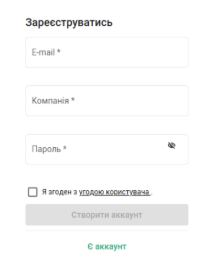 Зареєструватись
E-mail *
Компанія *
Пароль *
Я згоден з угодою користувача
Створити аккаунт
Є аккаунт